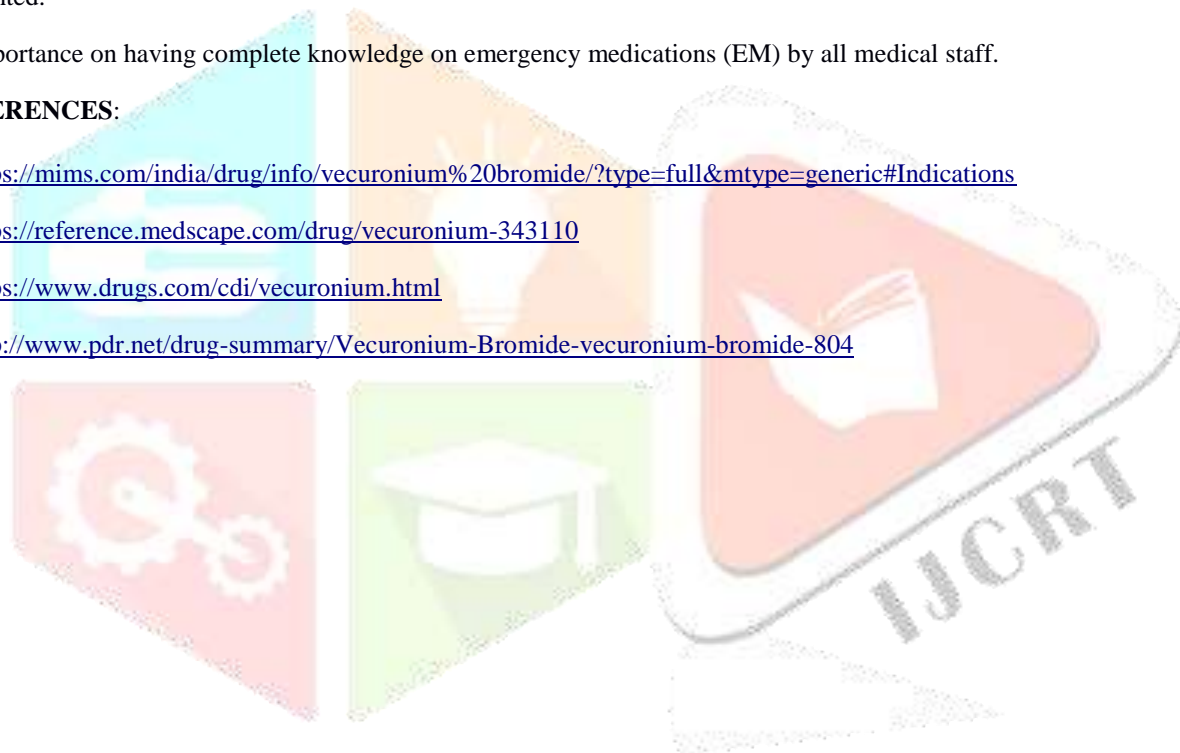 ted.
portance on having complete knowledge on emergency medications (EM) by all medical staff.
ERENCES:
ps://mims.com/india/drug/info/vecuronium%20bromide/?type=full&mtype=generic#Indications
ps://reference.medscape.com/drug/vecuronium-343110
ps://www.drugs.com/cdi/vecuronium.html
p://www.pdr.net/drug-summary/Vecuronium-Bromide-vecuronium-bromide-804
IJCRT